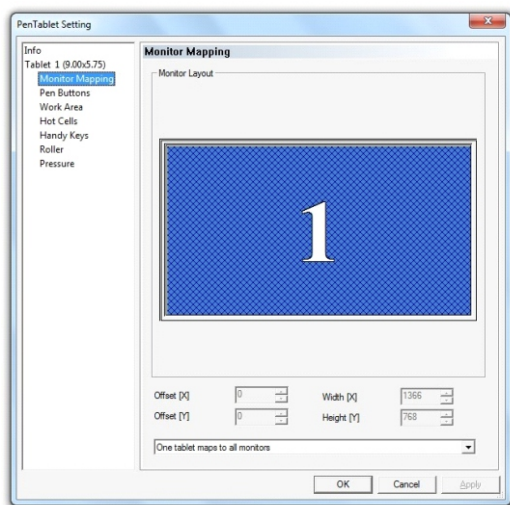 PenTablet Setting
Info
Tablet 1 (9.00x5.75)
Monitor Mapping
Pen Buttons
Work Area
Hot Cells
Handy Keys
Roller
Pressure
Monitor Mapping
Monitor Layout
1
Offset [X] 0 Width [X] 1366
Offset [Y] 0 Height [Y] 768
One tablet maps to all monitors
OK Cancel Apply